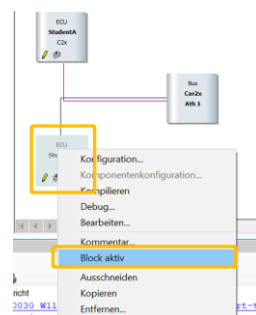 ECU
StudentA
C2x
Bus
Car2x
Ath 1
ECU
Konfiguration...
Komponentenkonfiguration...
Kompilieren
Debug...
Bearbeiten...
Kommentar...
Block aktiv
Ausschneiden
Kopieren
Entfernen...